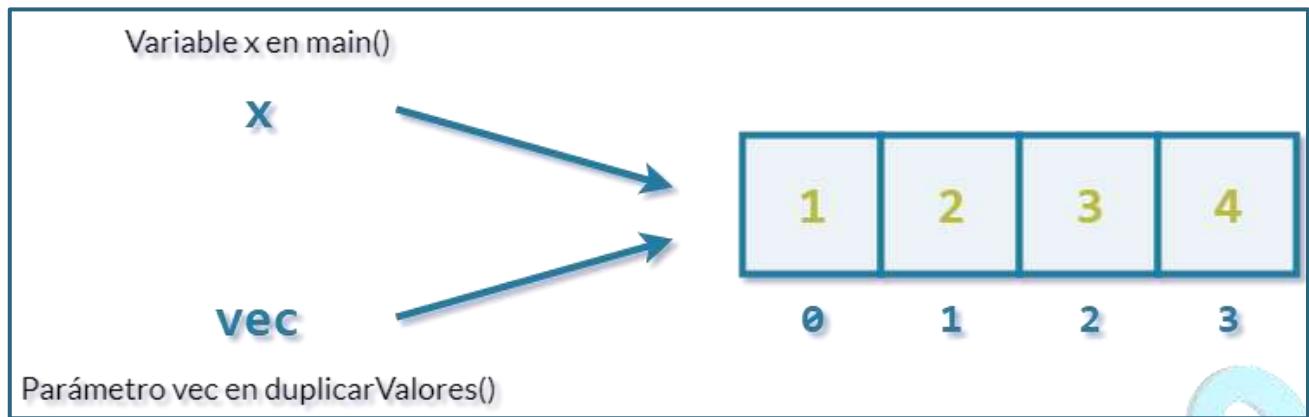 Variable x en main()
x
1 2 3 4
vec
0 1 2 3
Parámetro vec en duplicarValores()